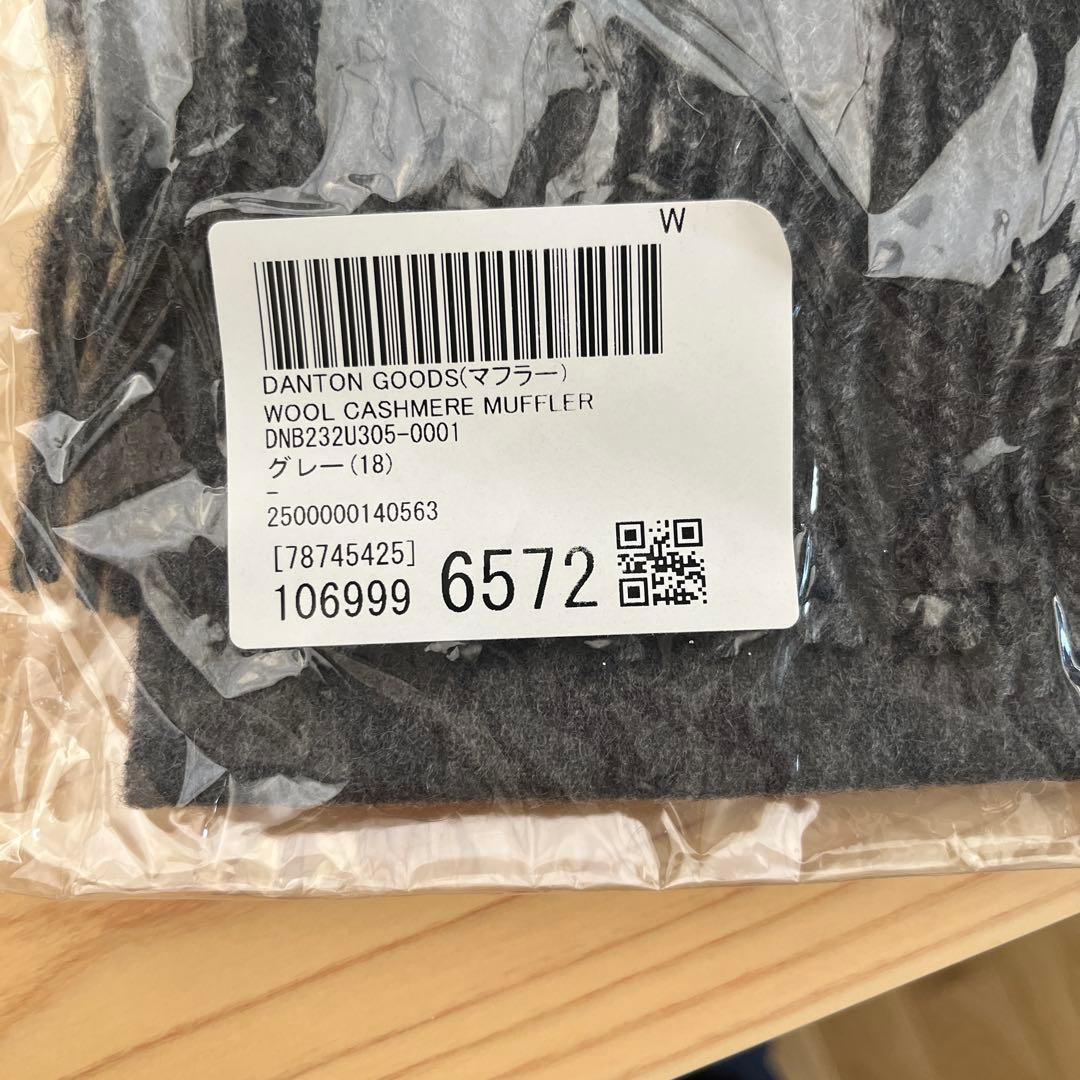 W
DANTON GOODS(マフラー)
WOOL CASHMERE MUFFLER
DNB232U305-0001
グレー(18)
-
2500000140563
[78745425]
106999 6572